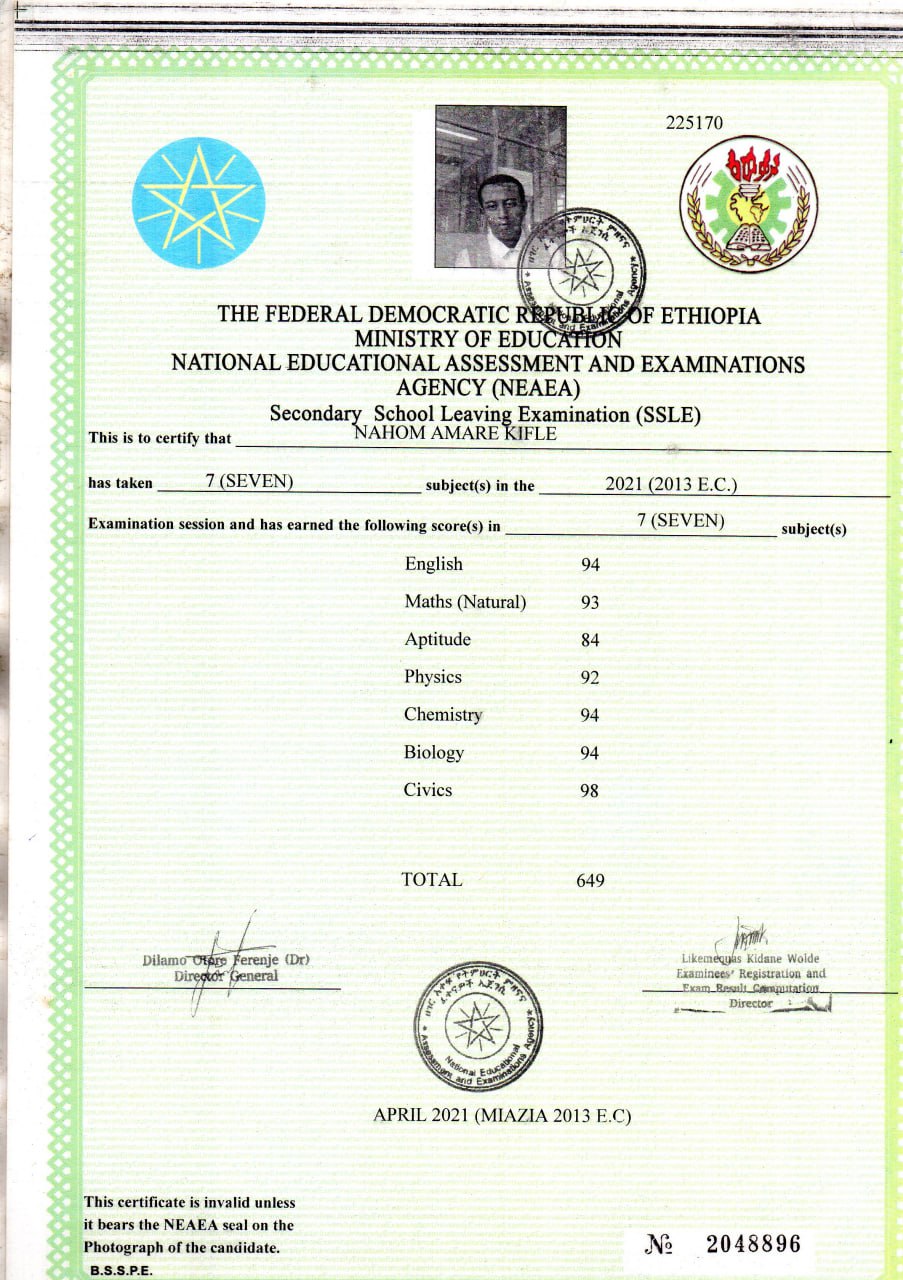 225170
THE FEDERAL DEMOCRATIC REPUBLIC OF ETHIOPIA
MINISTRY OF EDUCATION
NATIONAL EDUCATIONAL ASSESSMENT AND EXAMINATIONS
AGENCY (NEAEA)
Secondary School Leaving Examination (SSLE)
This is to certify that NAHOM AMARE KIFLE
has taken 7 (SEVEN) subject(s) in the 2021 (2013 E.C.)
Examination session and has earned the following score(s) in 7 (SEVEN) subject(s)
English 94
Maths (Natural) 93
Aptitude 84
Physics 92
Chemistry 94
Biology 94
Civics 98
TOTAL 649
Dilamo Otore Ferenje (Dr)
Director General
Likemequas Kidane Wolde
Examinees' Registration and
Exam Result Computation
Director
National Educational
Assessment and Examinations Agency
APRIL 2021 (MIAZIA 2013 E.C)
This certificate is invalid unless
it bears the NEAEA seal on the
Photograph of the candidate.
B.S.S.P.E.
№ 2048896